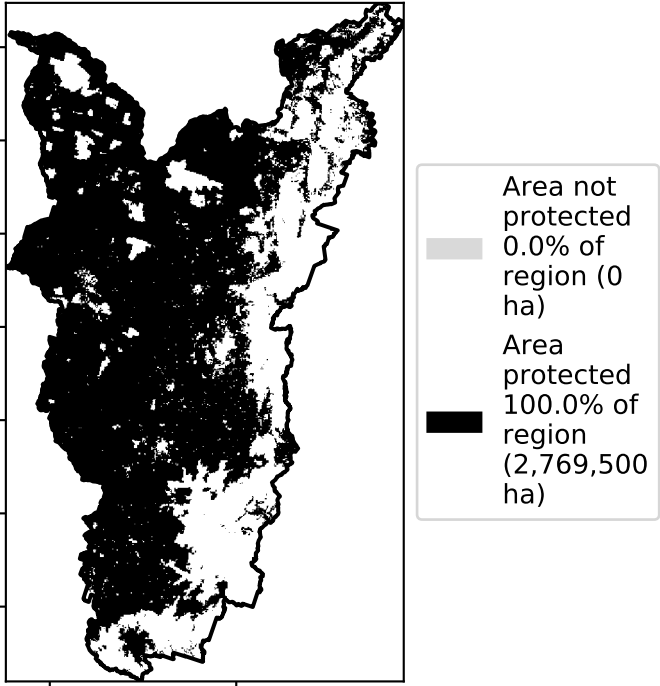 Area not
protected
0.0% of
region (0
ha)
Area
protected
100.0% of
region
(2,769,500
ha)